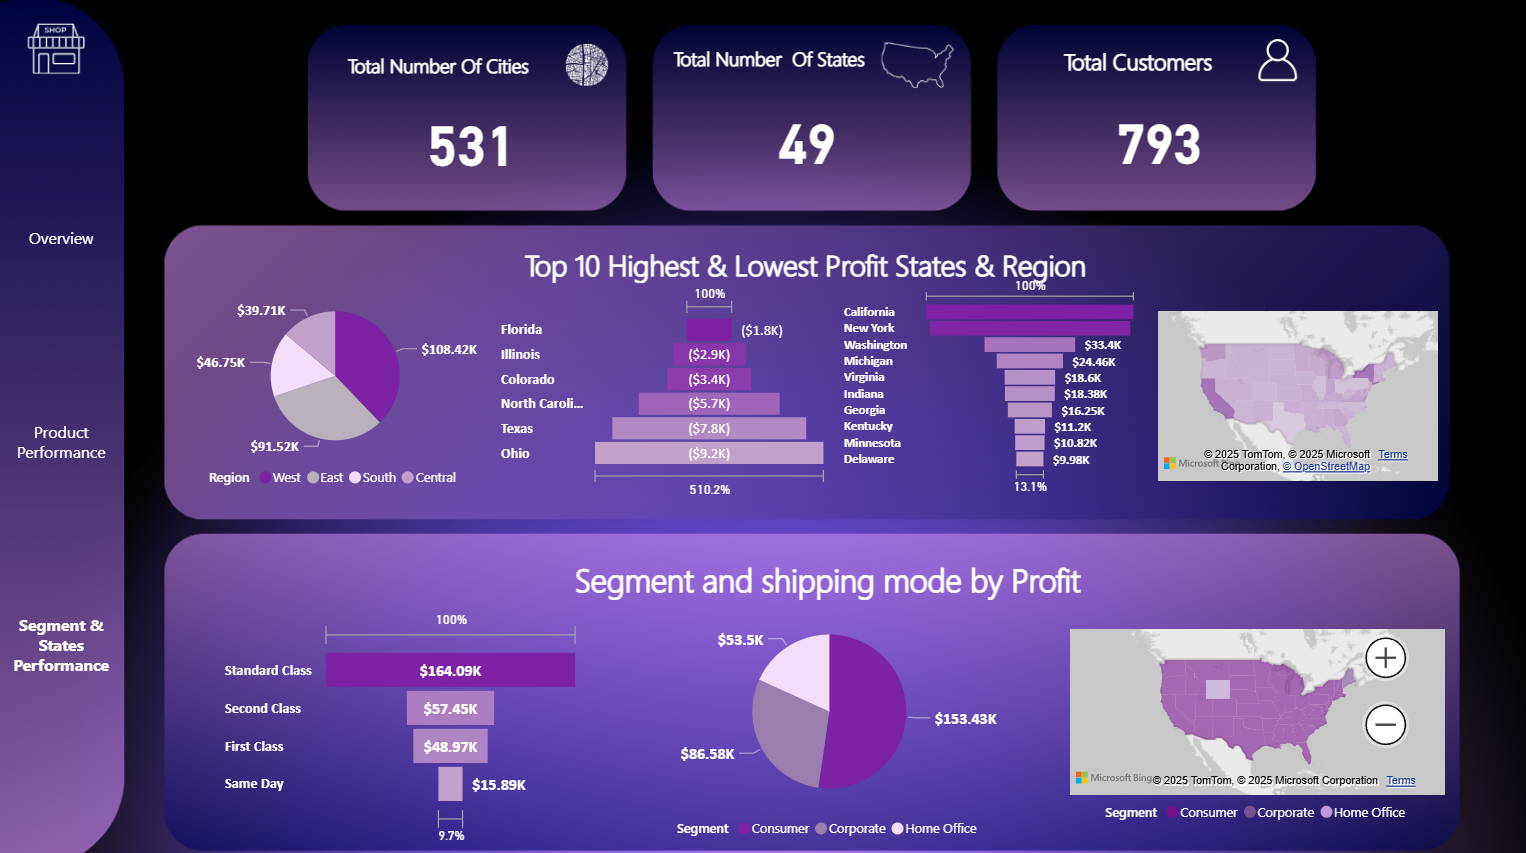 SHOP
Overview
Product
Performance
Segment &
States
Performance
Total Number Of Cities
531
Total Number Of States
49
Total Customers
793
Top 10 Highest & Lowest Profit States & Region
$39.71K
$108.42K
$46.75K
$91.52K
Region West East South Central
100%
Florida ($1.8K)
Illinois ($2.9K)
Colorado ($3.4K)
North Caroli... ($5.7K)
Texas ($7.8K)
Ohio ($9.2K)
510.2%
100%
California
New York
Washington $33.4K
Michigan $24.46K
Virginia $18.6K
Indiana $18.38K
Georgia $16.25K
Kentucky $11.2K
Minnesota $10.82K
Delaware $9.98K
13.1%
© 2025 TomTom, © 2025 Microsoft Terms
Microsoft Corporation, © OpenStreetMap
Segment and shipping mode by Profit
100%
Standard Class $164.09K
Second Class $57.45K
First Class $48.97K
Same Day $15.89K
9.7%
$53.5K
$153.43K
$86.58K
Segment Consumer Corporate Home Office
Microsoft Bing © 2025 TomTom, © 2025 Microsoft Corporation Terms
Segment Consumer Corporate Home Office